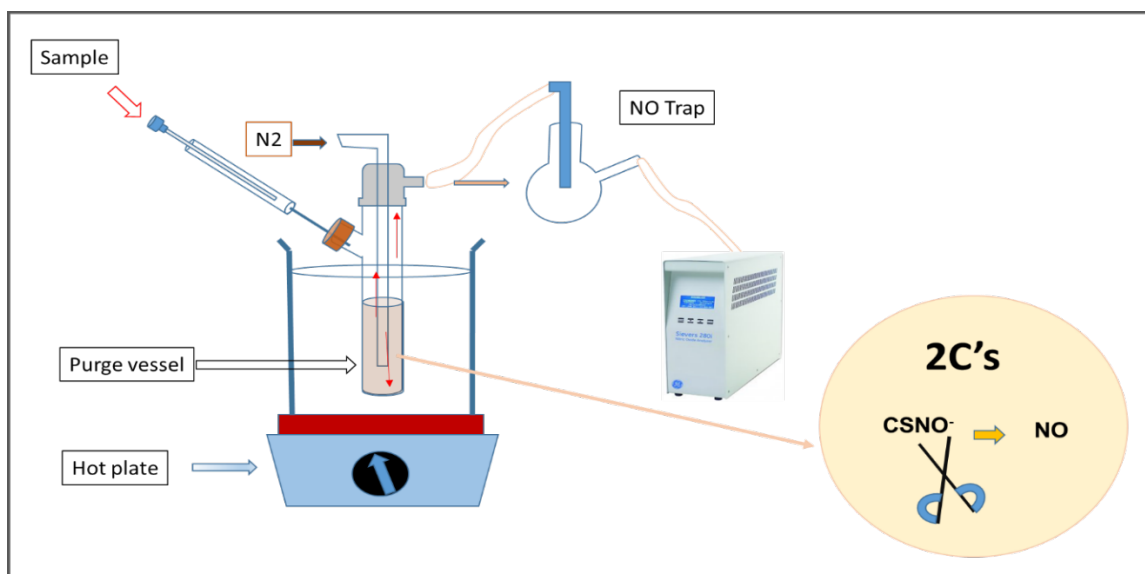 Sample
N2
NO Trap
Purge vessel
Hot plate
2C's
CSNO-
NO